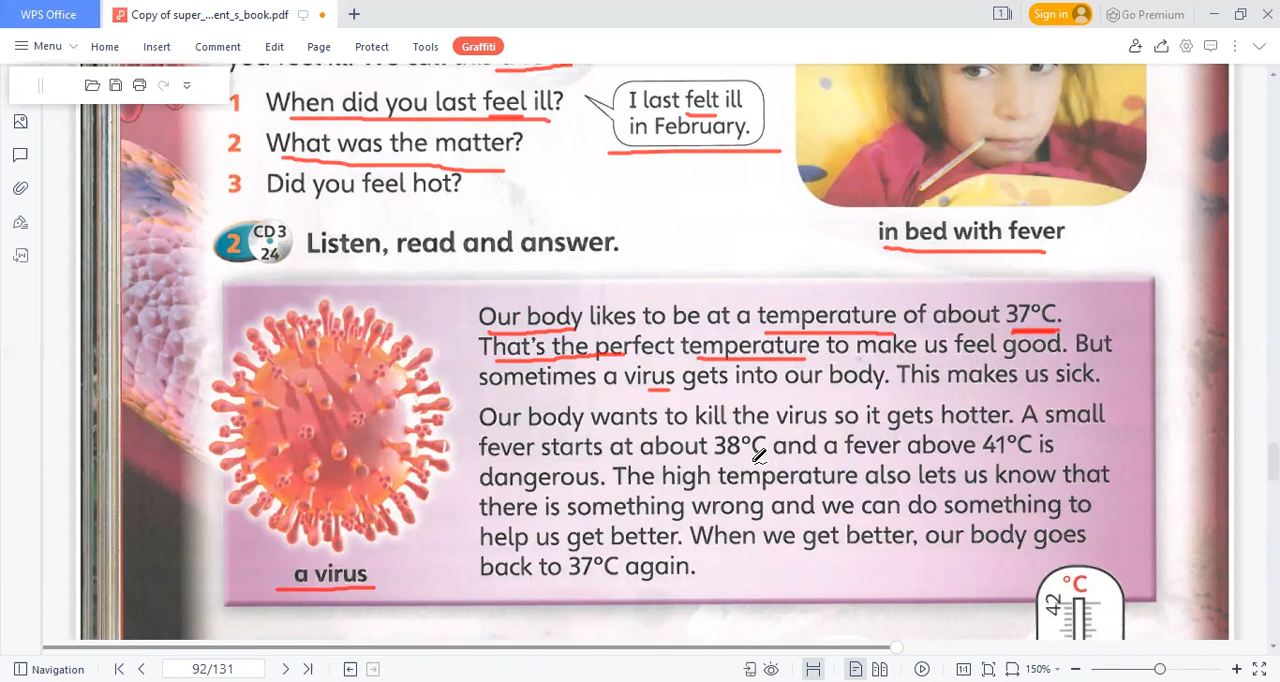 WPS Office
Copy of super_...ent_s_book.pdf
1
Sign in
Go Premium
Menu
Home
Insert
Comment
Edit
Page
Protect
Tools
Graffiti
1 When did you last feel ill?
I last felt ill
in February.
2 What was the matter?
3 Did you feel hot?
in bed with fever
2 CD 3
24
Listen, read and answer.
Our body likes to be at a temperature of about 37°C.
That's the perfect temperature to make us feel good. But
sometimes a virus gets into our body. This makes us sick.
Our body wants to kill the virus so it gets hotter. A small
fever starts at about 38°C and a fever above 41°C is
dangerous. The high temperature also lets us know that
there is something wrong and we can do something to
help us get better. When we get better, our body goes
back to 37°C again.
a virus
°C
42
Navigation
92/131
150%